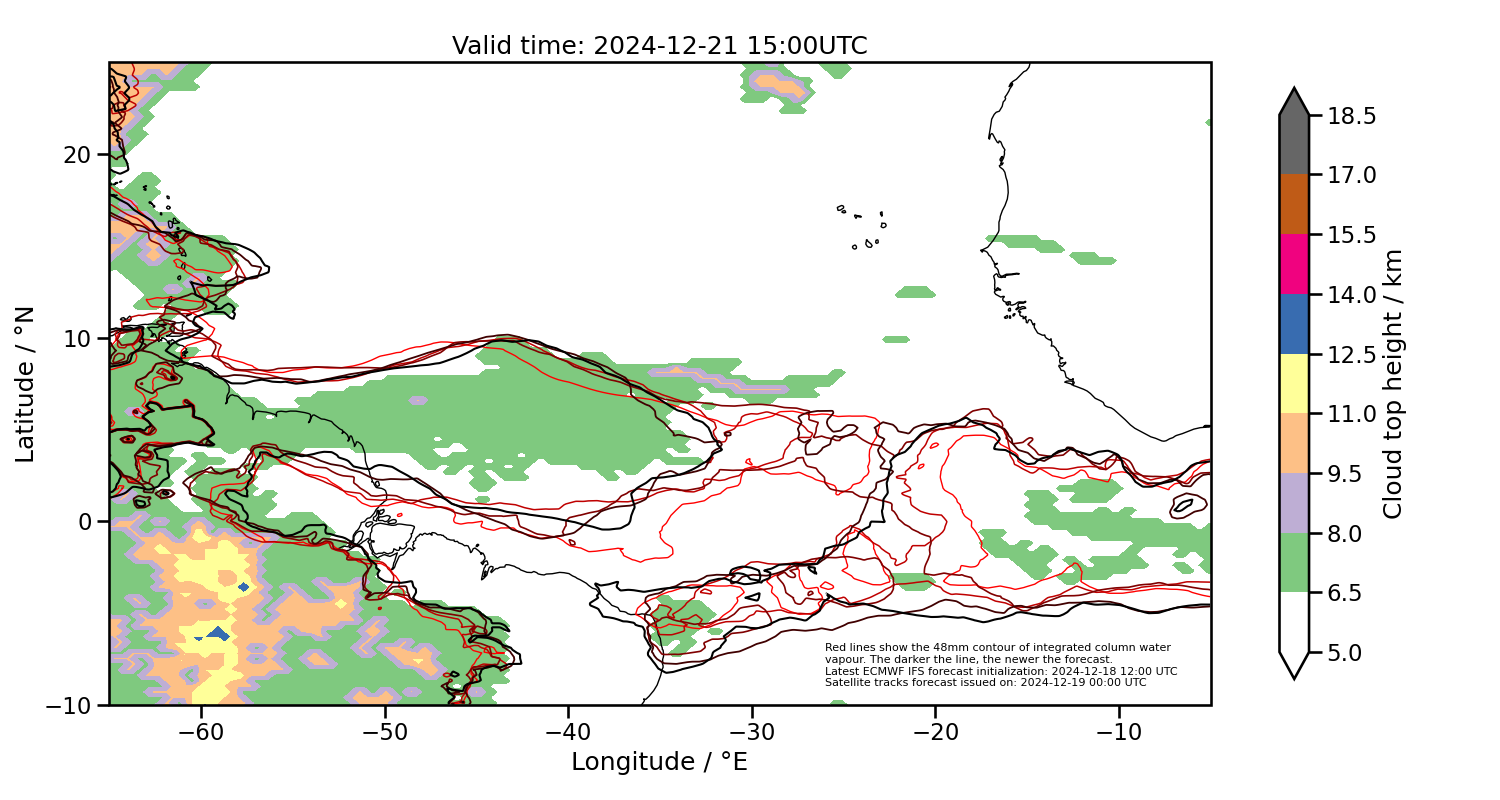 Valid time: 2024-12-21 15:00UTC
20
10
0
−10
Latitude / °N
−60
−50
−40
−30
−20
−10
Longitude / °E
Red lines show the 48mm contour of integrated column water
vapour. The darker the line, the newer the forecast.
Latest ECMWF IFS forecast initialization: 2024-12-18 12:00 UTC
Satellite tracks forecast issued on: 2024-12-19 00:00 UTC
18.5
17.0
15.5
14.0
12.5
11.0
9.5
8.0
6.5
5.0
Cloud top height / km